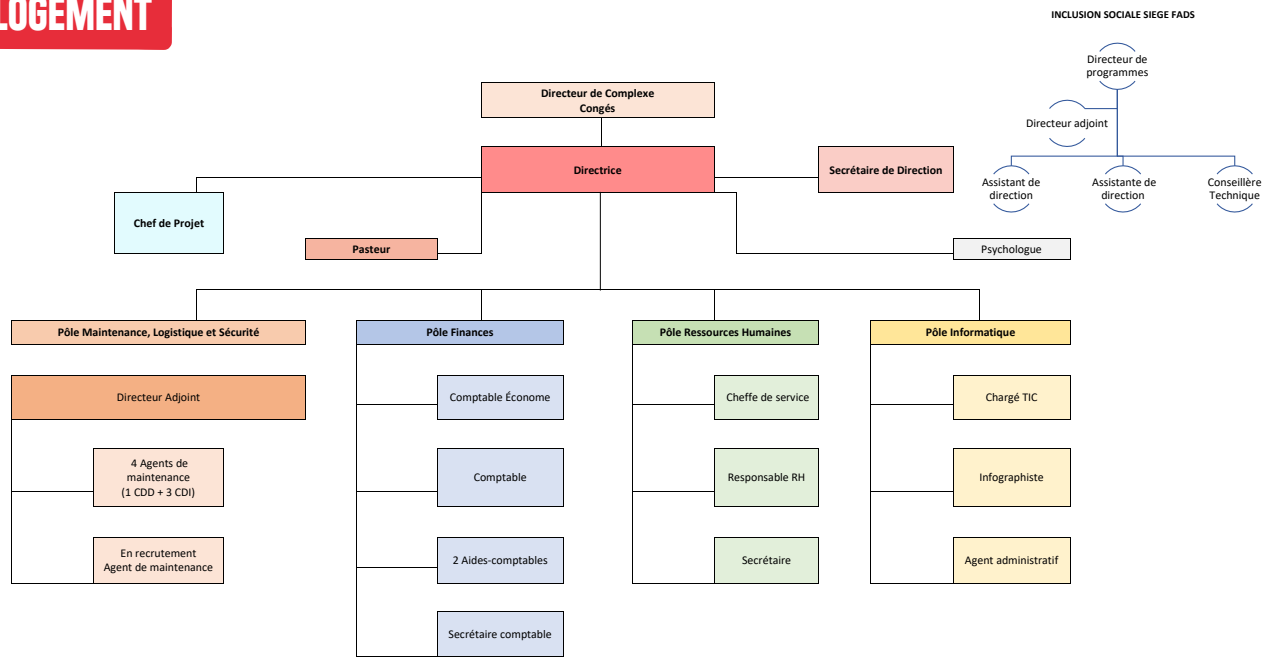 LOGEMENT
INCLUSION SOCIALE SIEGE FADS
Directeur de
programmes
Directeur adjoint
Assistant de
direction
Assistante de
direction
Conseillère
Technique
Directeur de Complexe
Congés
Directrice
Secrétaire de Direction
Chef de Projet
Pasteur
Psychologue
Pôle Maintenance, Logistique et Sécurité
Pôle Finances
Pôle Ressources Humaines
Pôle Informatique
Directeur Adjoint
Comptable Économe
Cheffe de service
Chargé TIC
4 Agents de
maintenance
(1 CDD + 3 CDI)
Comptable
Responsable RH
Infographiste
En recrutement
Agent de maintenance
2 Aides-comptables
Secrétaire
Agent administratif
Secrétaire comptable